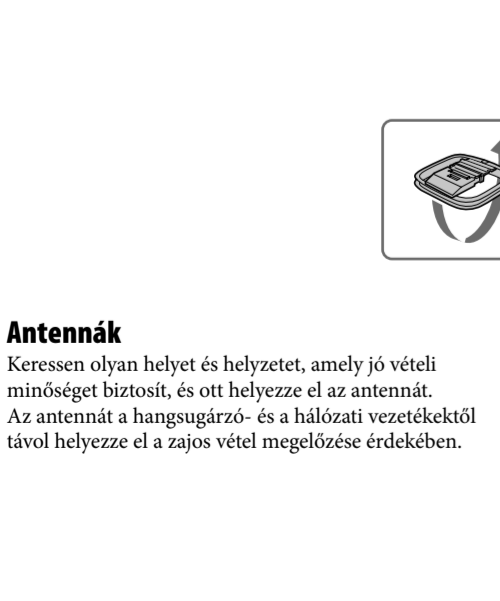 Antennák
Keressen olyan helyet és helyzetet, amely jó vételi
minőséget biztosít, és ott helyezze el az antennát.
Az antennát a hangsugárzó- és a hálózati vezetékektől
távol helyezze el a zajos vétel megelőzése érdekében.